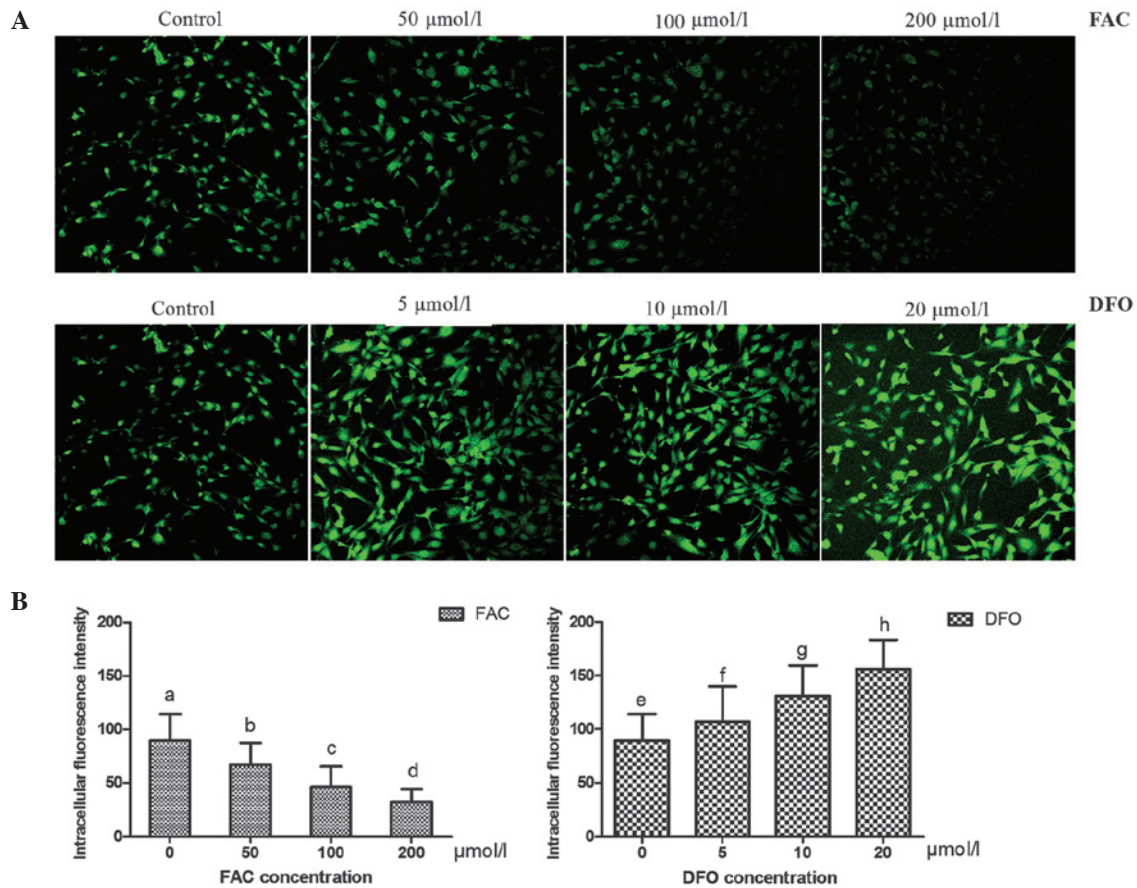 A
Control 50 µmol/l 100 µmol/l 200 µmol/l FAC
Control 5 µmol/l 10 µmol/l 20 µmol/l DFO
B
Intracellular fluorescence intensity
200
150
100
50
0
a
b
c
d
FAC
0 50 100 200 µmol/l
FAC concentration
Intracellular fluorescence intensity
200
150
100
50
0
e
f
g
h
DFO
0 5 10 20 µmol/l
DFO concentration